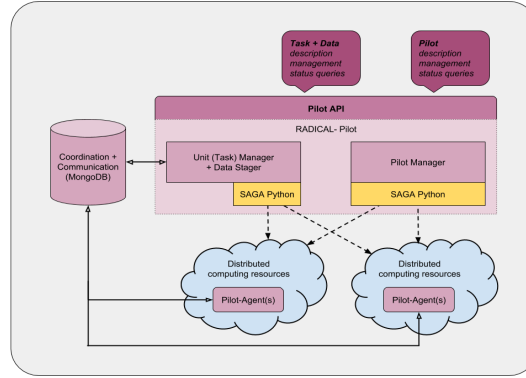 Task + Data
description
management
status queries
Pilot
description
management
status queries
Pilot API
RADICAL- Pilot
Coordination +
Communication
(MongoDB)
Unit (Task) Manager
+ Data Stager
SAGA Python
Pilot Manager
SAGA Python
Distributed
computing resources
Pilot-Agent(s)
Distributed
computing resources
Pilot-Agent(s)